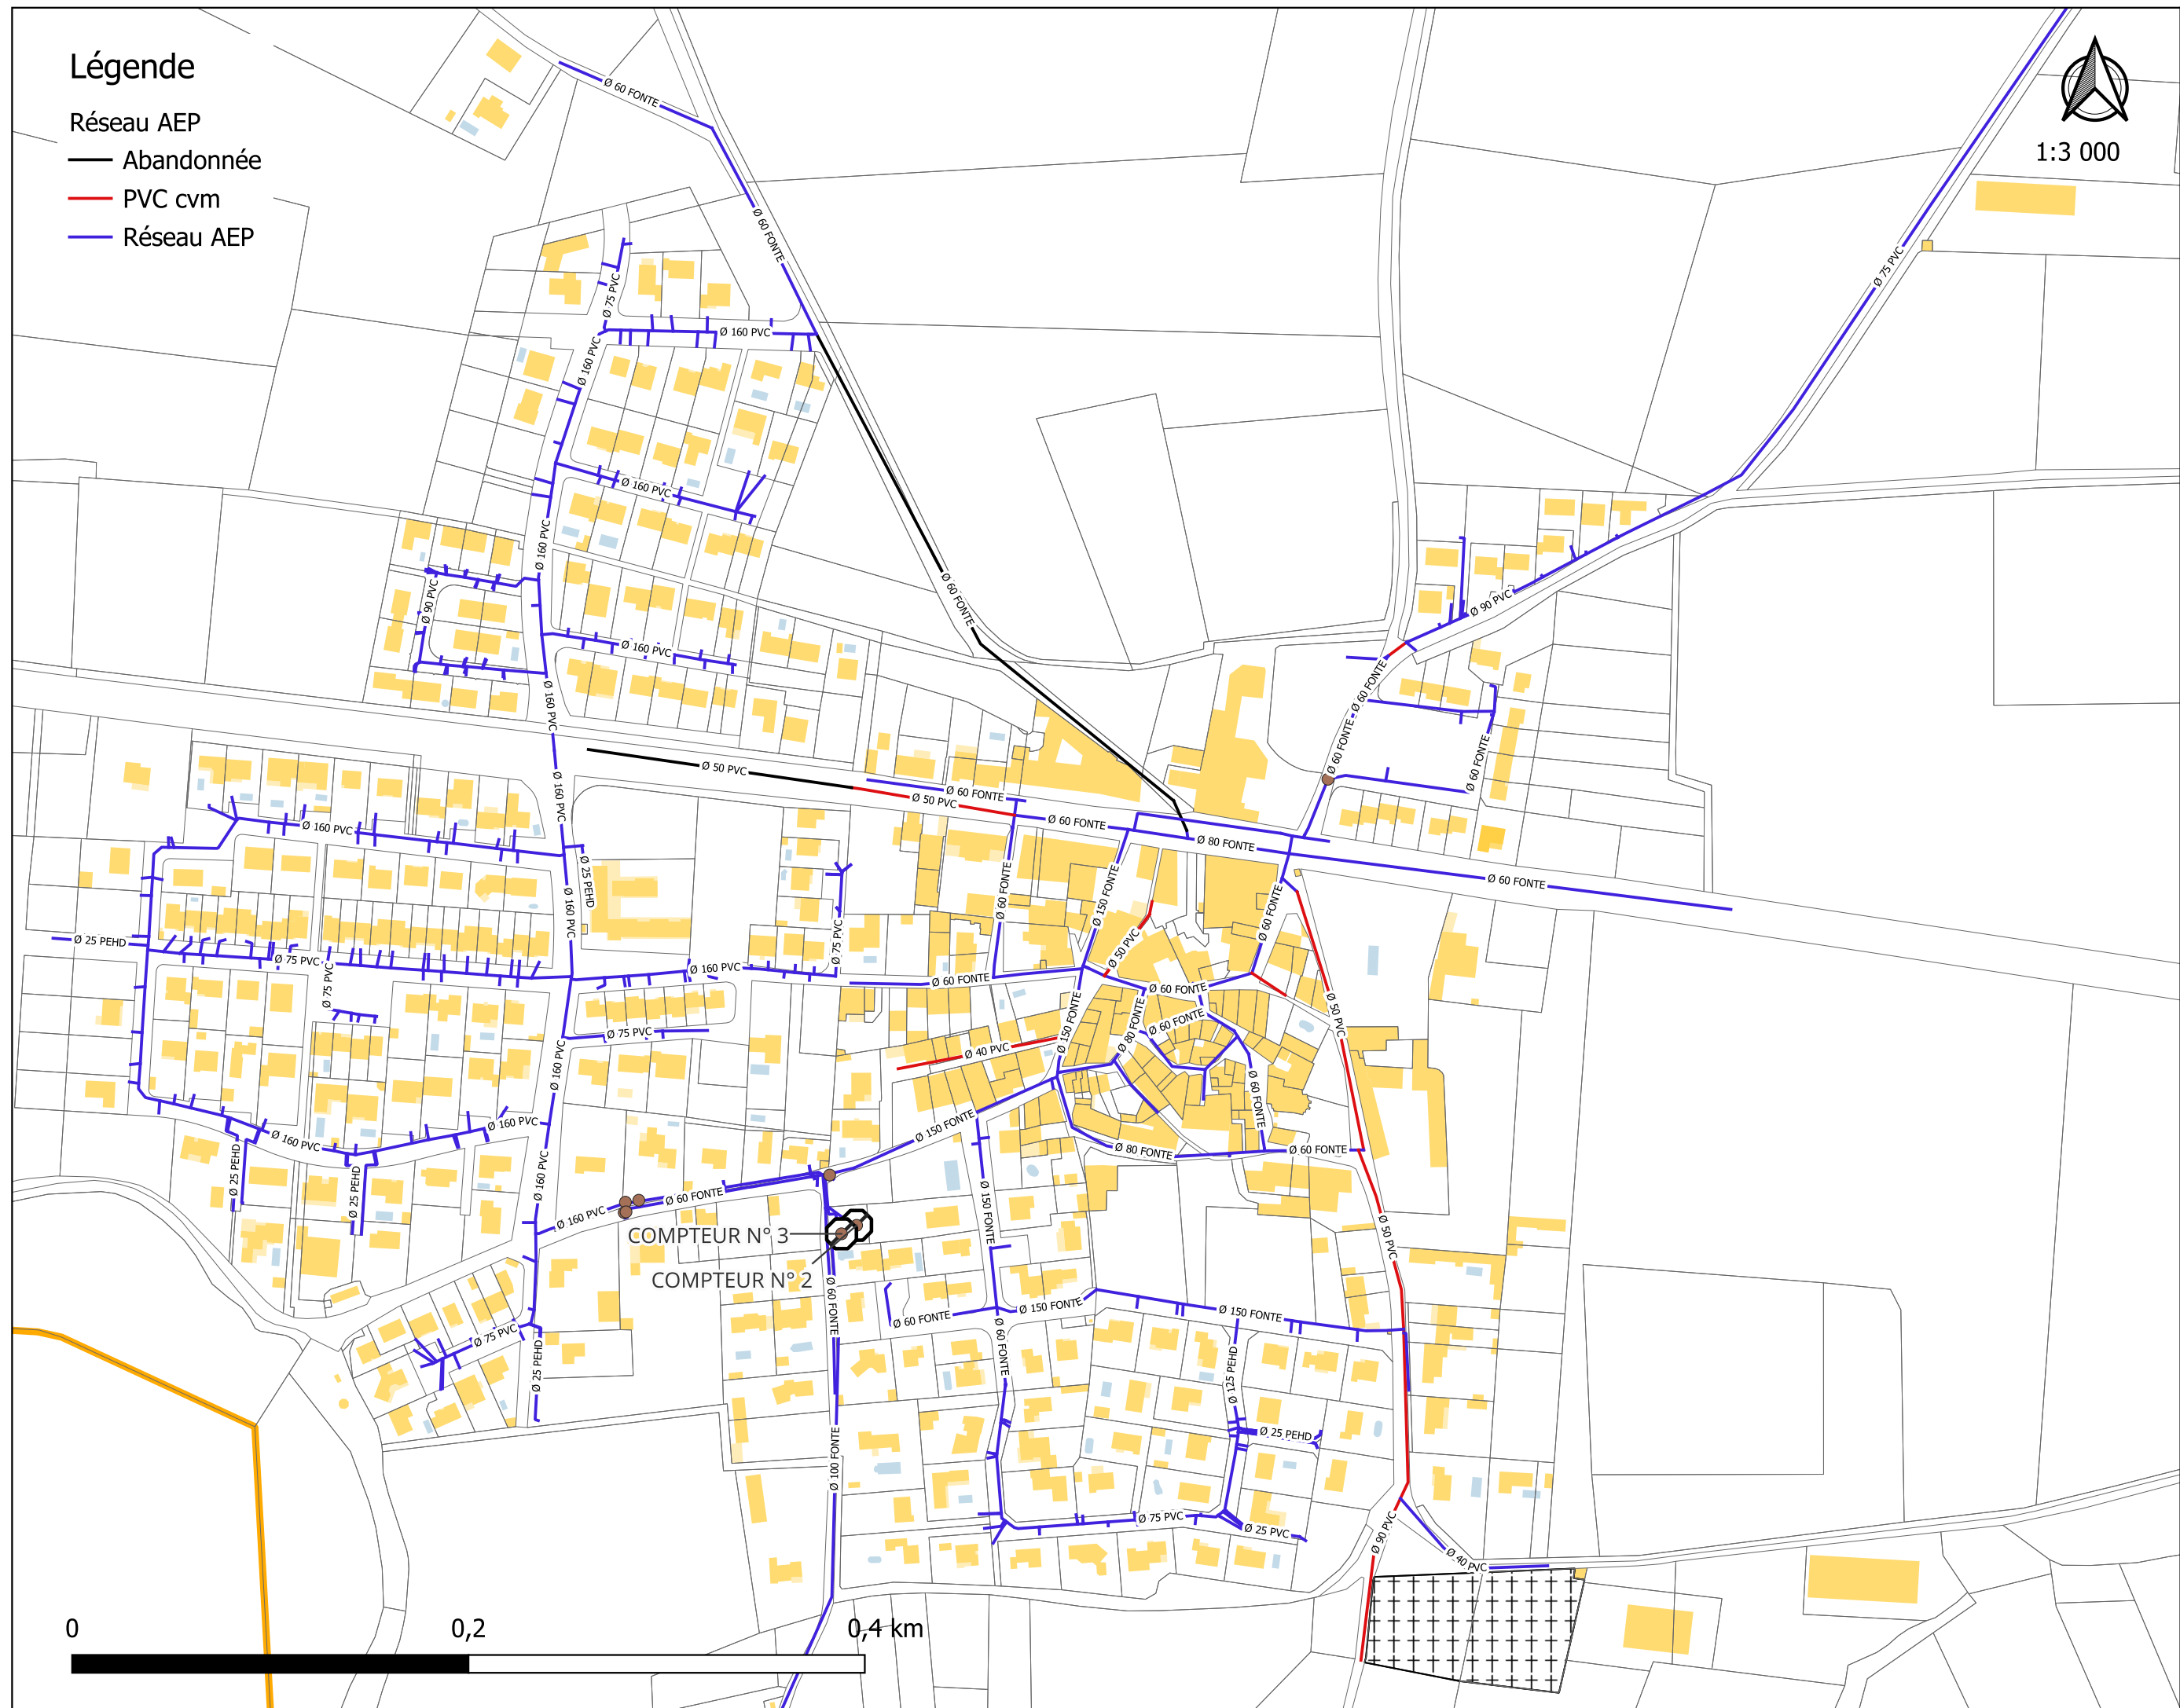 Légende
Réseau AEP
Abandonnée
PVC cvm
Réseau AEP
1:3 000
Ø 60 FONTE
Ø 60 FONTE
Ø 75 PVC
Ø 75 PVC
Ø 160 PVC
Ø 160 PVC
Ø 160 PVC
Ø 160 PVC
Ø 60 FONTE
Ø 90 PVC
Ø 90 PVC
Ø 160 PVC
Ø 60 FONTE
Ø 160 PVC
Ø 60 FONTE
Ø 60 FONTE
Ø 50 PVC
Ø 160 PVC
Ø 60 FONTE
Ø 50 PVC
Ø 60 FONTE
Ø 160 PVC
Ø 80 FONTE
Ø 25 PEHD
Ø 60 FONTE
Ø 60 FONTE
Ø 150 FONTE
Ø 160 PVC
Ø 60 FONTE
Ø 25 PEHD
Ø 75 PVC
Ø 50 PVC
Ø 75 PVC
Ø 160 PVC
Ø 60 FONTE
Ø 60 FONTE
Ø 75 PVC
Ø 75 PVC
Ø 150 FONTE
Ø 80 FONTE
Ø 60 FONTE
Ø 50 PVC
Ø 40 PVC
Ø 160 PVC
Ø 60 FONTE
Ø 160 PVC
Ø 160 PVC
Ø 150 FONTE
Ø 80 FONTE
Ø 60 FONTE
Ø 25 PEHD
Ø 25 PEHD
Ø 160 PVC
Ø 60 FONTE
Ø 160 PVC
Ø 150 FONTE
Ø 50 PVC
COMPTEUR N° 3
COMPTEUR N° 2
Ø 60 FONTE
Ø 60 FONTE
Ø 150 FONTE
Ø 150 FONTE
Ø 75 PVC
Ø 25 PEHD
Ø 60 FONTE
Ø 125 PEHD
Ø 25 PEHD
Ø 100 FONTE
Ø 75 PVC
Ø 25 PVC
Ø 90 PVC
Ø 40 PVC
0 0,2 0,4 km